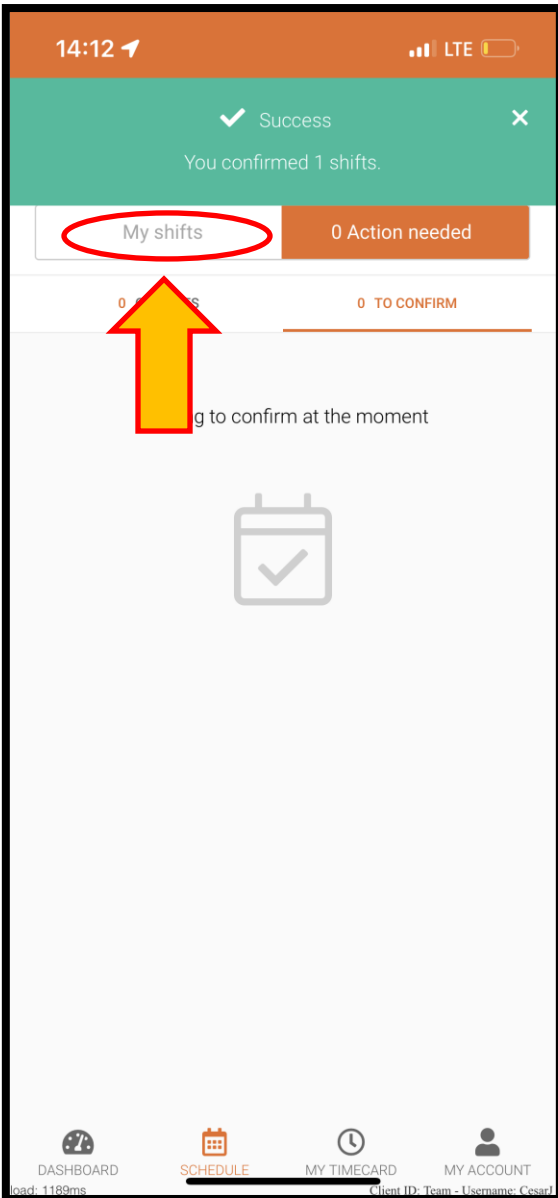 14:12
LTE
Success
You confirmed 1 shifts.
My shifts
0 Action needed
0
0 TO CONFIRM
to confirm at the moment
DASHBOARD
SCHEDULE
MY TIMECARD
MY ACCOUNT
load: 1189ms
Client ID: Team - Username: CesarJ